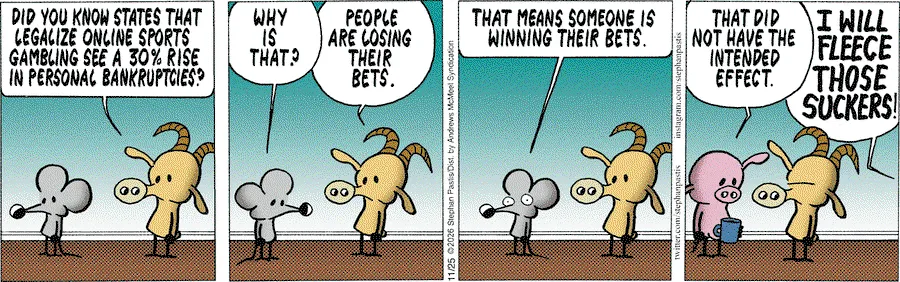 DID YOU KNOW STATES THAT
LEGALIZE ONLINE SPORTS
GAMBLING SEE A 30% RISE
IN PERSONAL BANKRUPTCIES?
WHY
IS
THAT?
PEOPLE
ARE LOSING
THEIR
BETS.
11/25 © 2026 Stephan Pastis/Dist. by Andrews McMeel Syndication
THAT MEANS SOMEONE IS
WINNING THEIR BETS.
twitter.com/stephanpastis
instagram.com/stephanpastis
THAT DID
NOT HAVE THE
INTENDED
EFFECT.
I WILL
FLEECE
THOSE
SUCKERS!